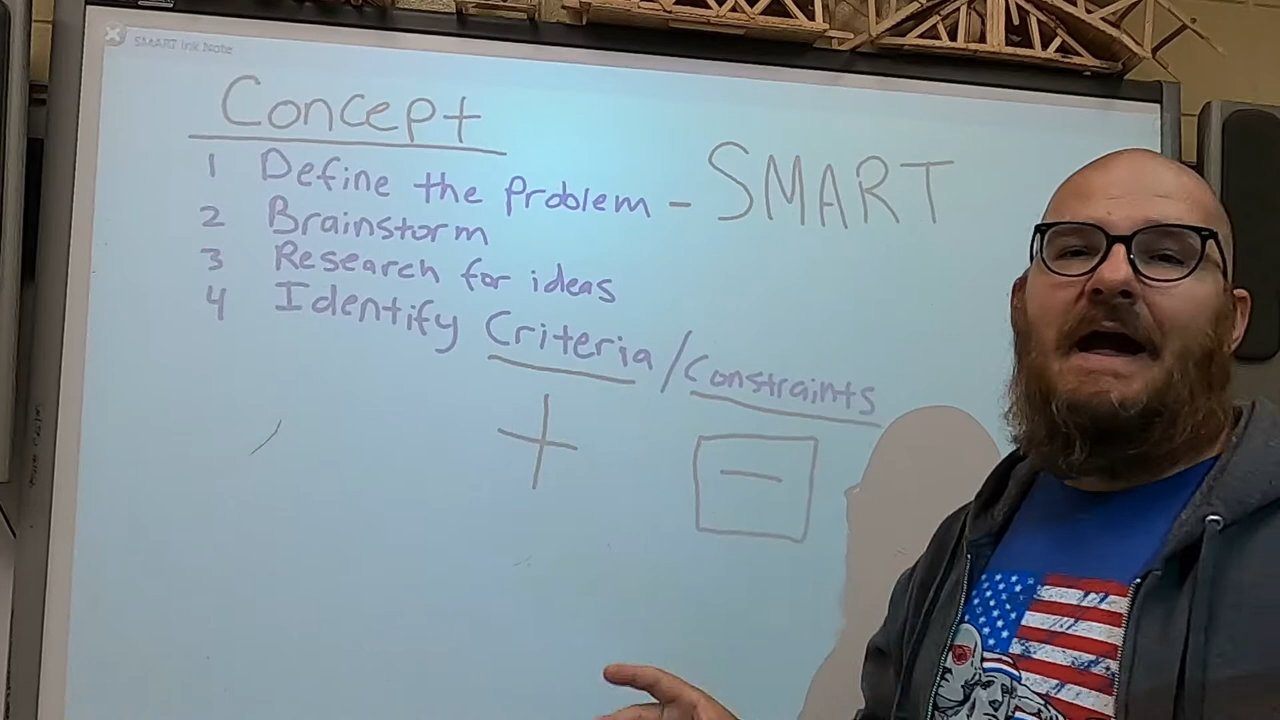 SMART Ink Note
Concept
1 Define the Problem - SMART
2 Brainstorm
3 Research for ideas
4 Identify Criteria/Constraints
+ -